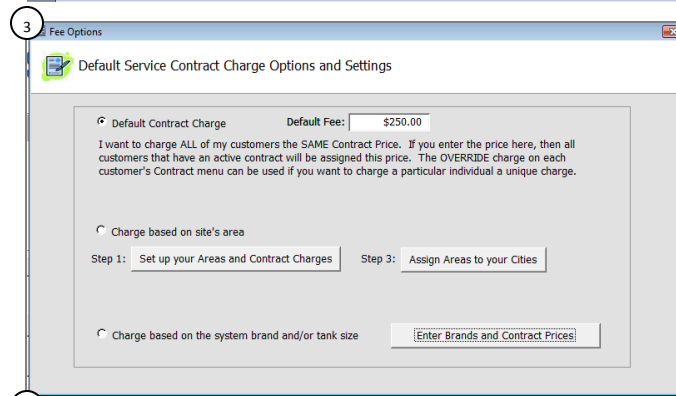 3
Fee Options
Default Service Contract Charge Options and Settings
Default Contract Charge Default Fee: $250.00
I want to charge ALL of my customers the SAME Contract Price. If you enter the price here, then all
customers that have an active contract will be assigned this price. The OVERRIDE charge on each
customer's Contract menu can be used if you want to charge a particular individual a unique charge.
Charge based on site's area
Step 1: Set up your Areas and Contract Charges Step 3: Assign Areas to your Cities
Charge based on the system brand and/or tank size Enter Brands and Contract Prices